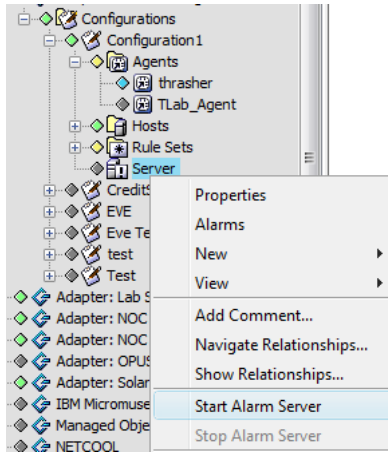 Configurations
Configuration1
Agents
thrasher
TLab_Agent
Hosts
Rule Sets
Server
CreditS
EVE
Eve Te
test
Test
Adapter: Lab S
Adapter: NOC
Adapter: NOC
Adapter: OPUS
Adapter: Solar
IBM Micromuse
Managed Obje
NETCOOL
Properties
Alarms
New
View
Add Comment...
Navigate Relationships...
Show Relationships...
Start Alarm Server
Stop Alarm Server